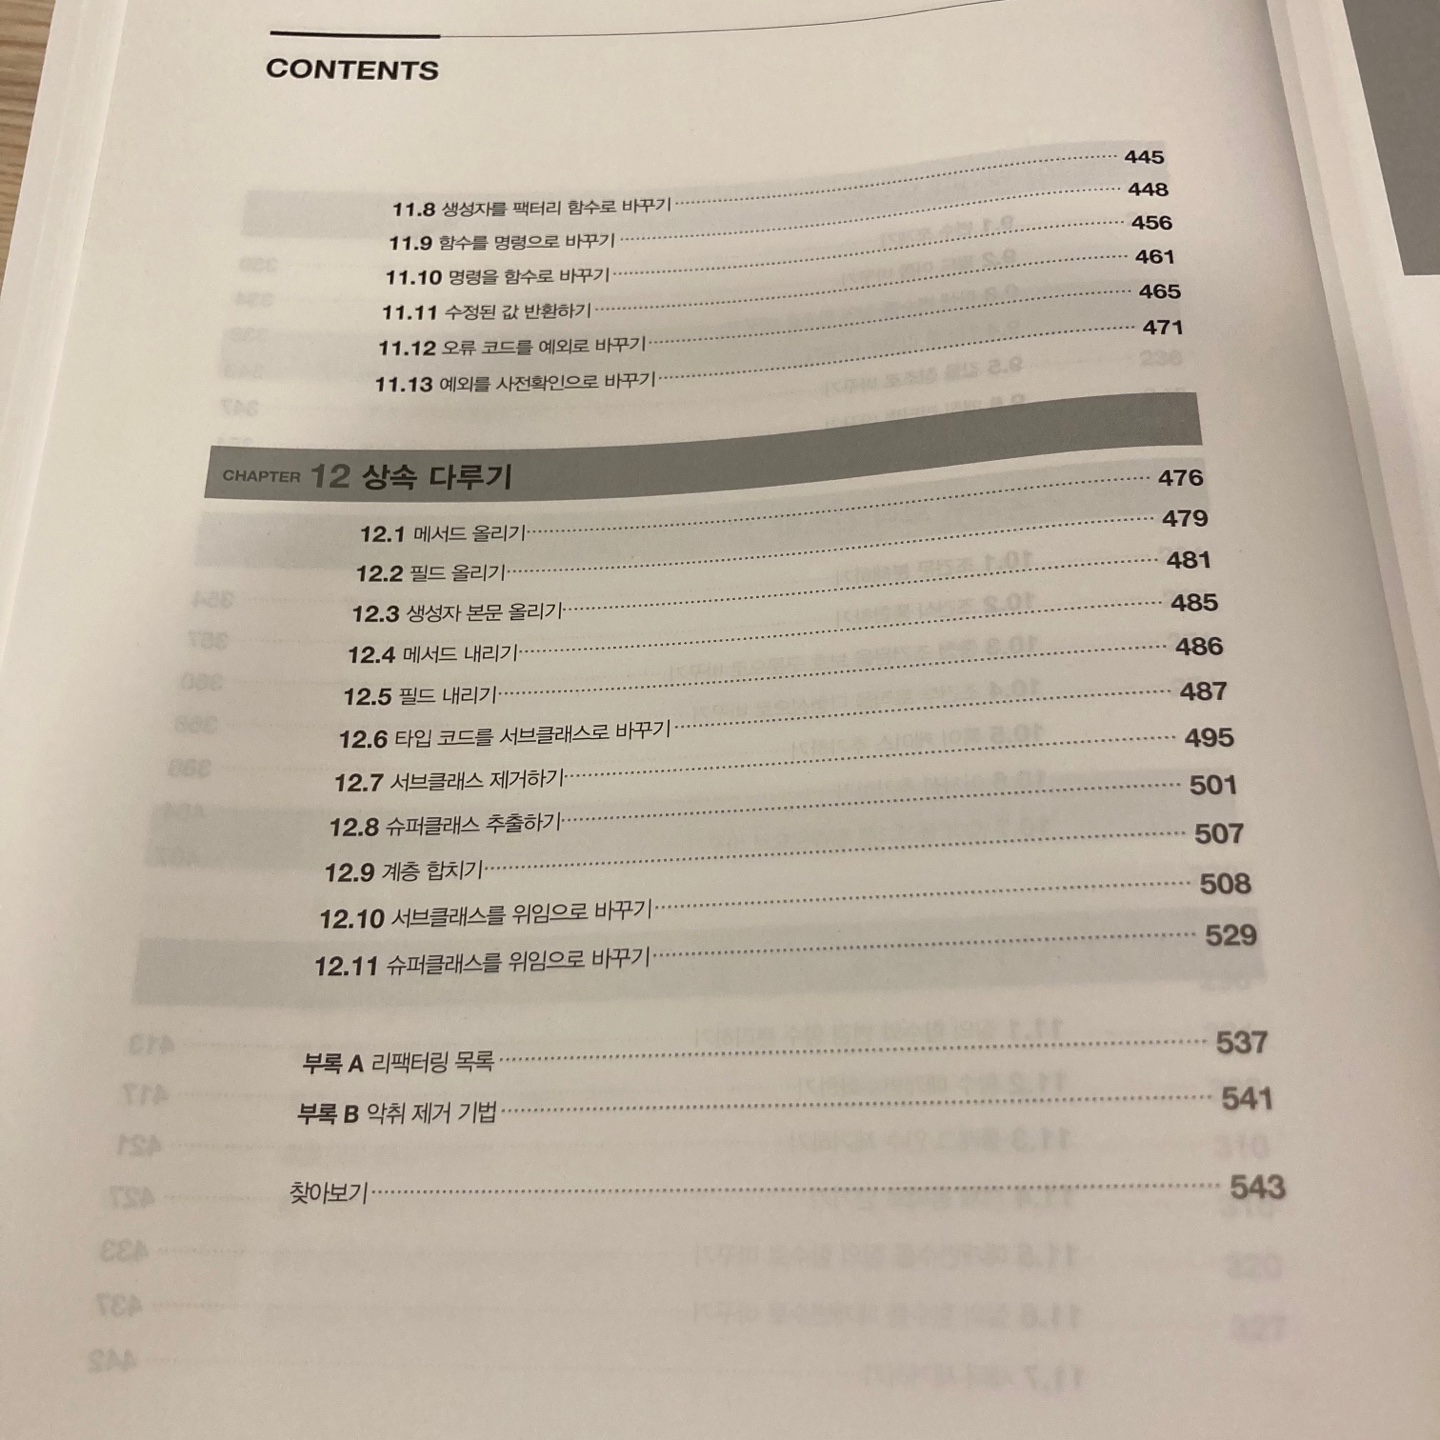 CONTENTS
11.8 생성자를 팩터리 함수로 바꾸기 445
11.9 함수를 명령으로 바꾸기 448
11.10 명령을 함수로 바꾸기 456
11.11 수정된 값 반환하기 461
11.12 오류 코드를 예외로 바꾸기 465
11.13 예외를 사전확인으로 바꾸기 471
CHAPTER 12 상속 다루기
12.1 메서드 올리기 476
12.2 필드 올리기 479
12.3 생성자 본문 올리기 481
12.4 메서드 내리기 485
12.5 필드 내리기 486
12.6 타입 코드를 서브클래스로 바꾸기 487
12.7 서브클래스 제거하기 495
12.8 슈퍼클래스 추출하기 501
12.9 계층 합치기 507
12.10 서브클래스를 위임으로 바꾸기 508
12.11 슈퍼클래스를 위임으로 바꾸기 529
부록 A 리팩터링 목록 537
부록 B 악취 제거 기법 541
찾아보기 543